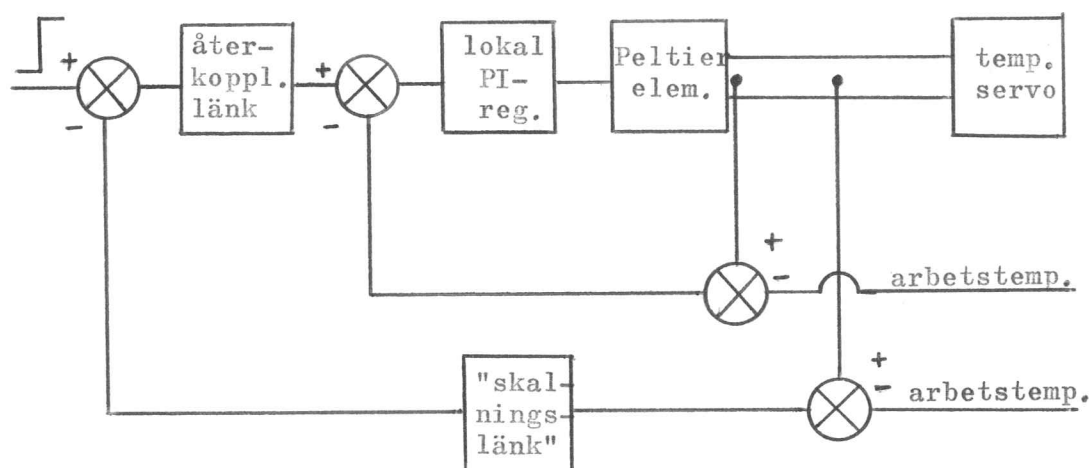 åter-
koppl.
länk
lokal
PI-
reg.
Peltier
elem.
temp.
servo
+
-
+
-
+
-
arbetstemp.
+
-
arbetstemp.
"skal-
nings-
länk"